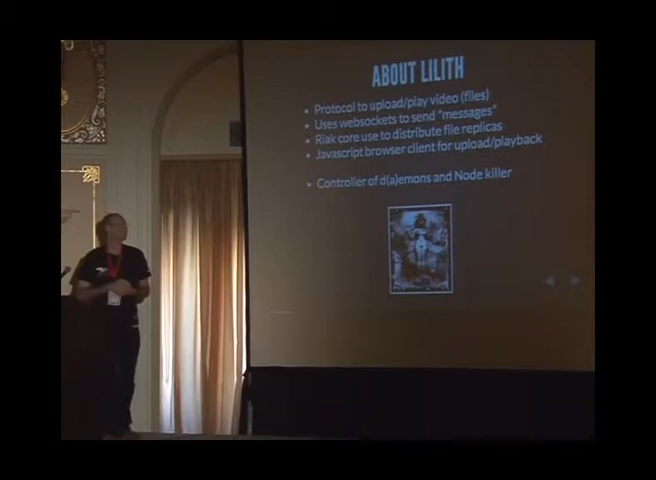 ABOUT LILITH
• Protocol to upload/play video (files)
• Uses websockets to send "messages"
• Riak core use to distribute file replicas
• Javascript browser client for upload/playback
• Controller of d(a)emons and Node killer